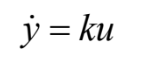 ẏ = ku